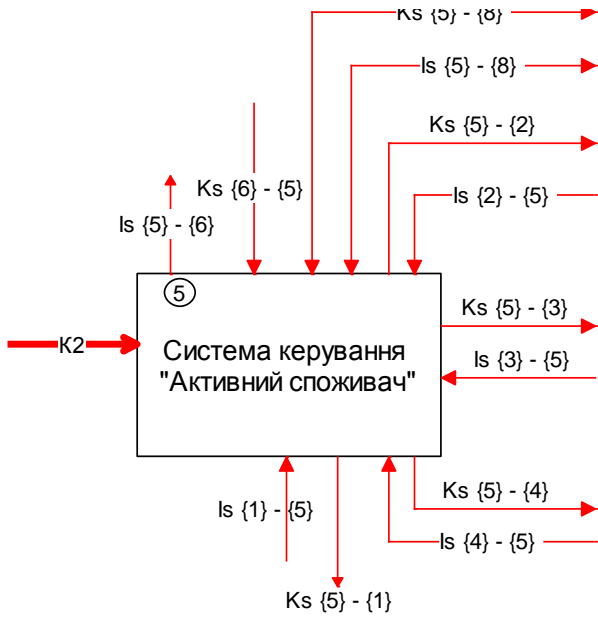 Ks {5} - {8}
Is {5} - {8}
Ks {5} - {2}
Ks {6} - {5}
Is {2} - {5}
Is {5} - {6}
5
Ks {5} - {3}
К2
Система керування
"Активний споживач"
Is {3} - {5}
Ks {5} - {4}
Is {1} - {5}
Is {4} - {5}
Ks {5} - {1}